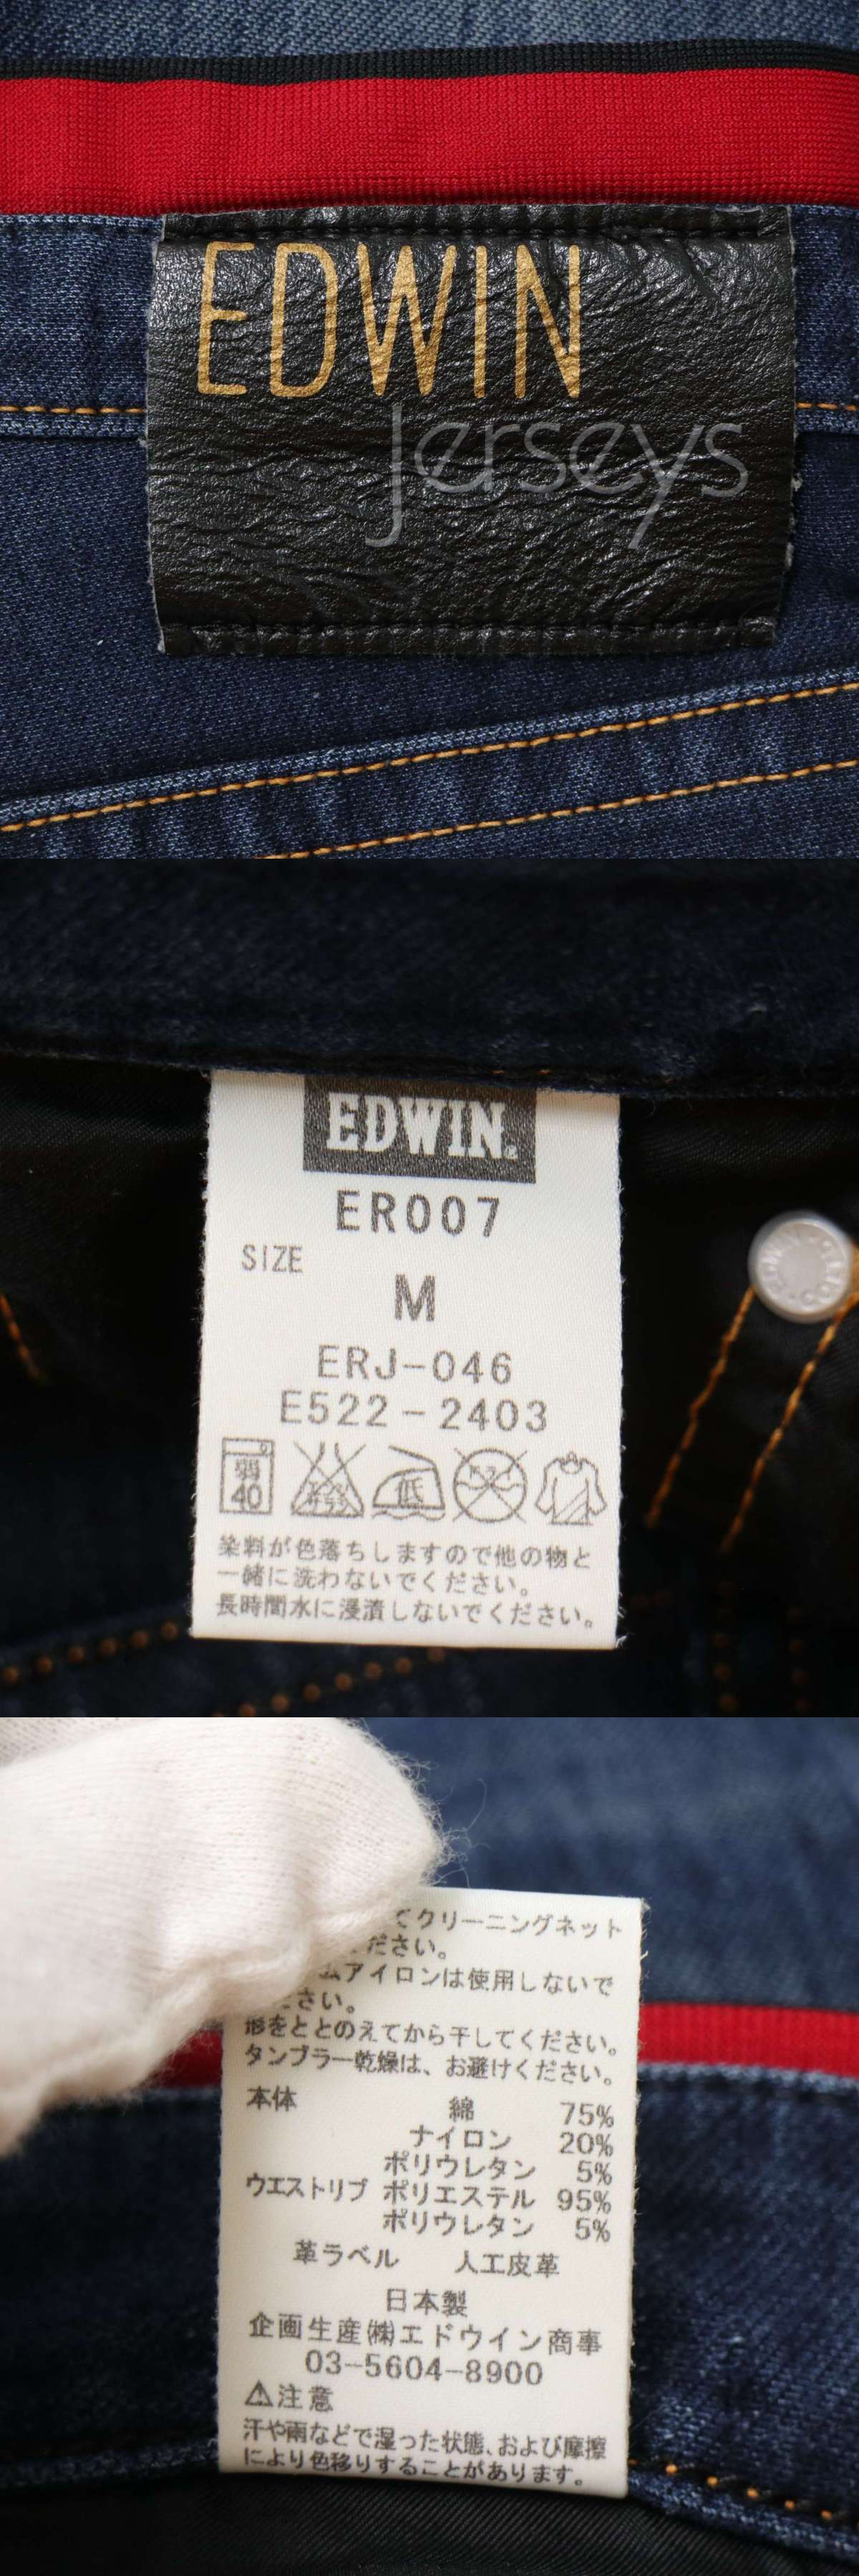 EDWIN
jerseys
EDWIN®
ER007
SIZE
M
ERJ-046
E522-2403
弱
40
低
染料が色落ちしますので他の物と
一緒に洗わないでください。
長時間水に浸漬しないでください。
てクリーニングネット
ださい。
ムアイロンは使用しないで
さい。
形をととのえてから干してください。
タンブラー乾燥は、お避けください。
本体 綿 75%
ナイロン 20%
ポリウレタン 5%
ウエストリブ ポリエステル 95%
ポリウレタン 5%
革ラベル 人工皮革
日本製
企画生産㈱エドウイン商事
03-5604-8900
⚠注意
汗や雨などで湿った状態、および摩擦
により色移りすることがあります。